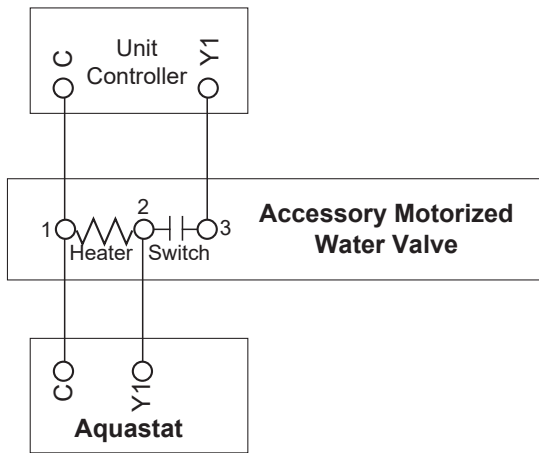 Unit
Controller
C
Y1
1
2
3
Heater
Switch
Accessory Motorized
Water Valve
C
Y1
Aquastat